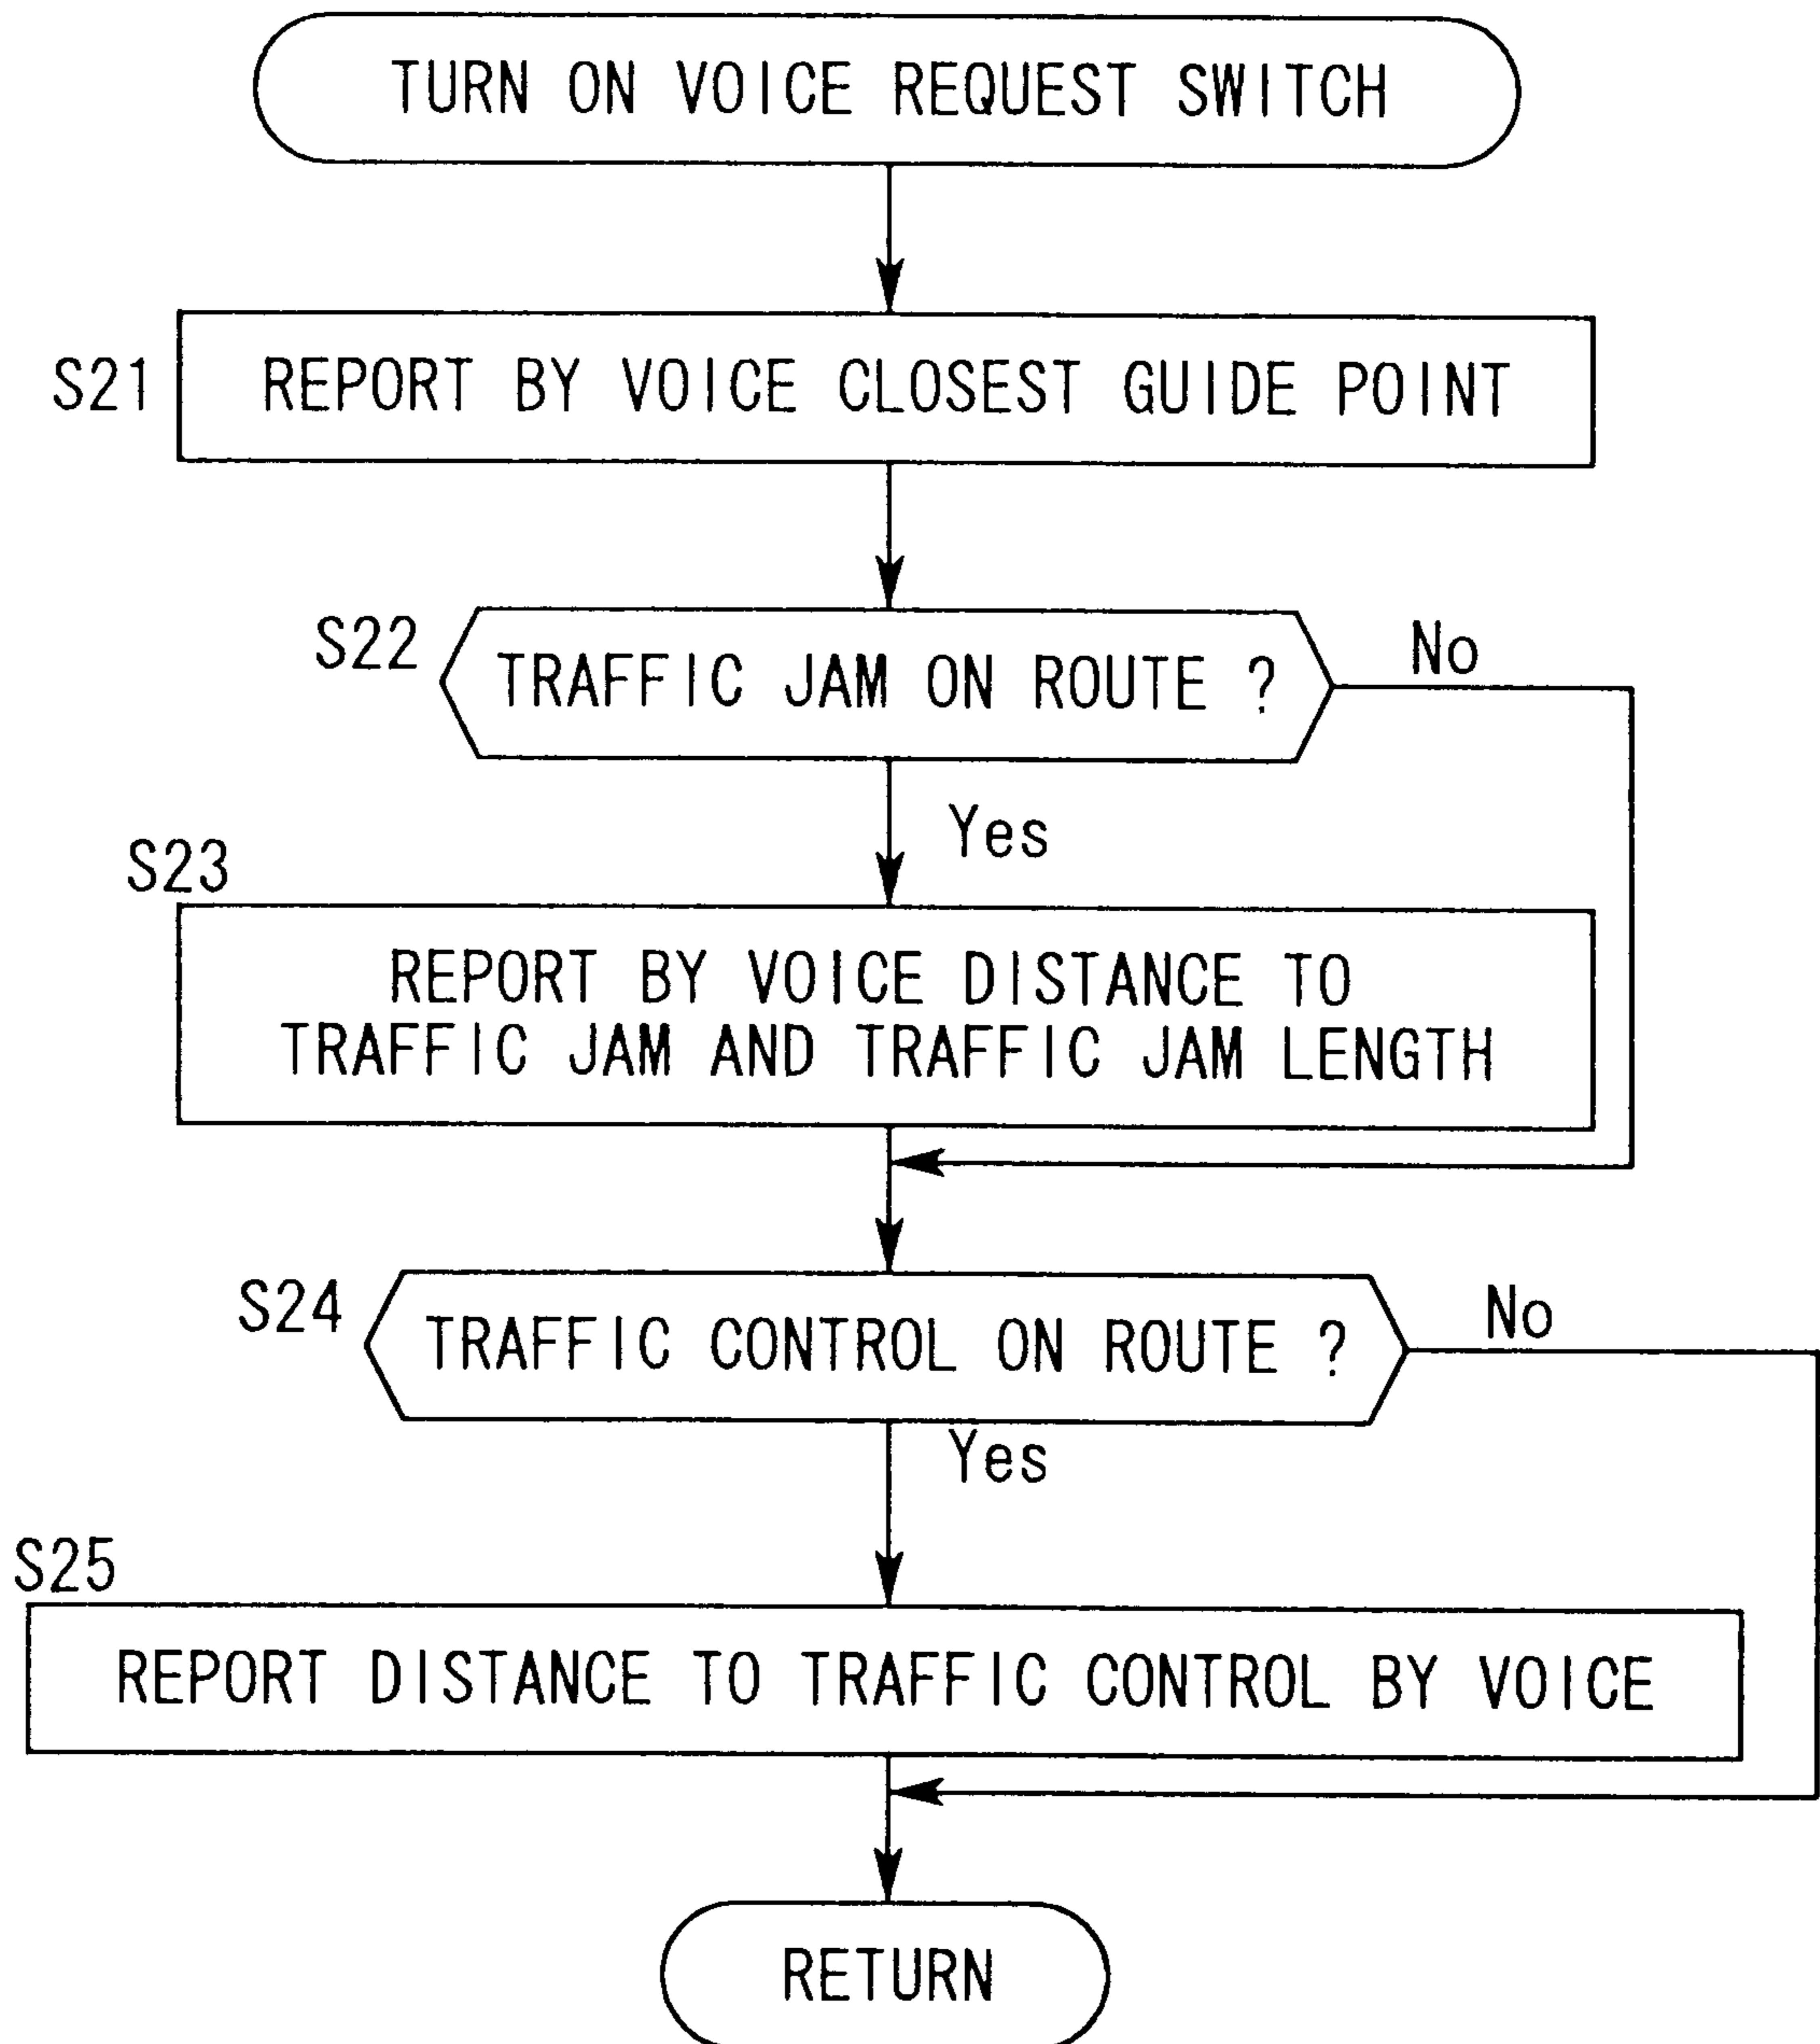 TURN ON VOICE REQUEST SWITCH
S21
REPORT BY VOICE CLOSEST GUIDE POINT
S22
TRAFFIC JAM ON ROUTE ?
No
Yes
S23
REPORT BY VOICE DISTANCE TO
TRAFFIC JAM AND TRAFFIC JAM LENGTH
S24
TRAFFIC CONTROL ON ROUTE ?
No
Yes
S25
REPORT DISTANCE TO TRAFFIC CONTROL BY VOICE
RETURN